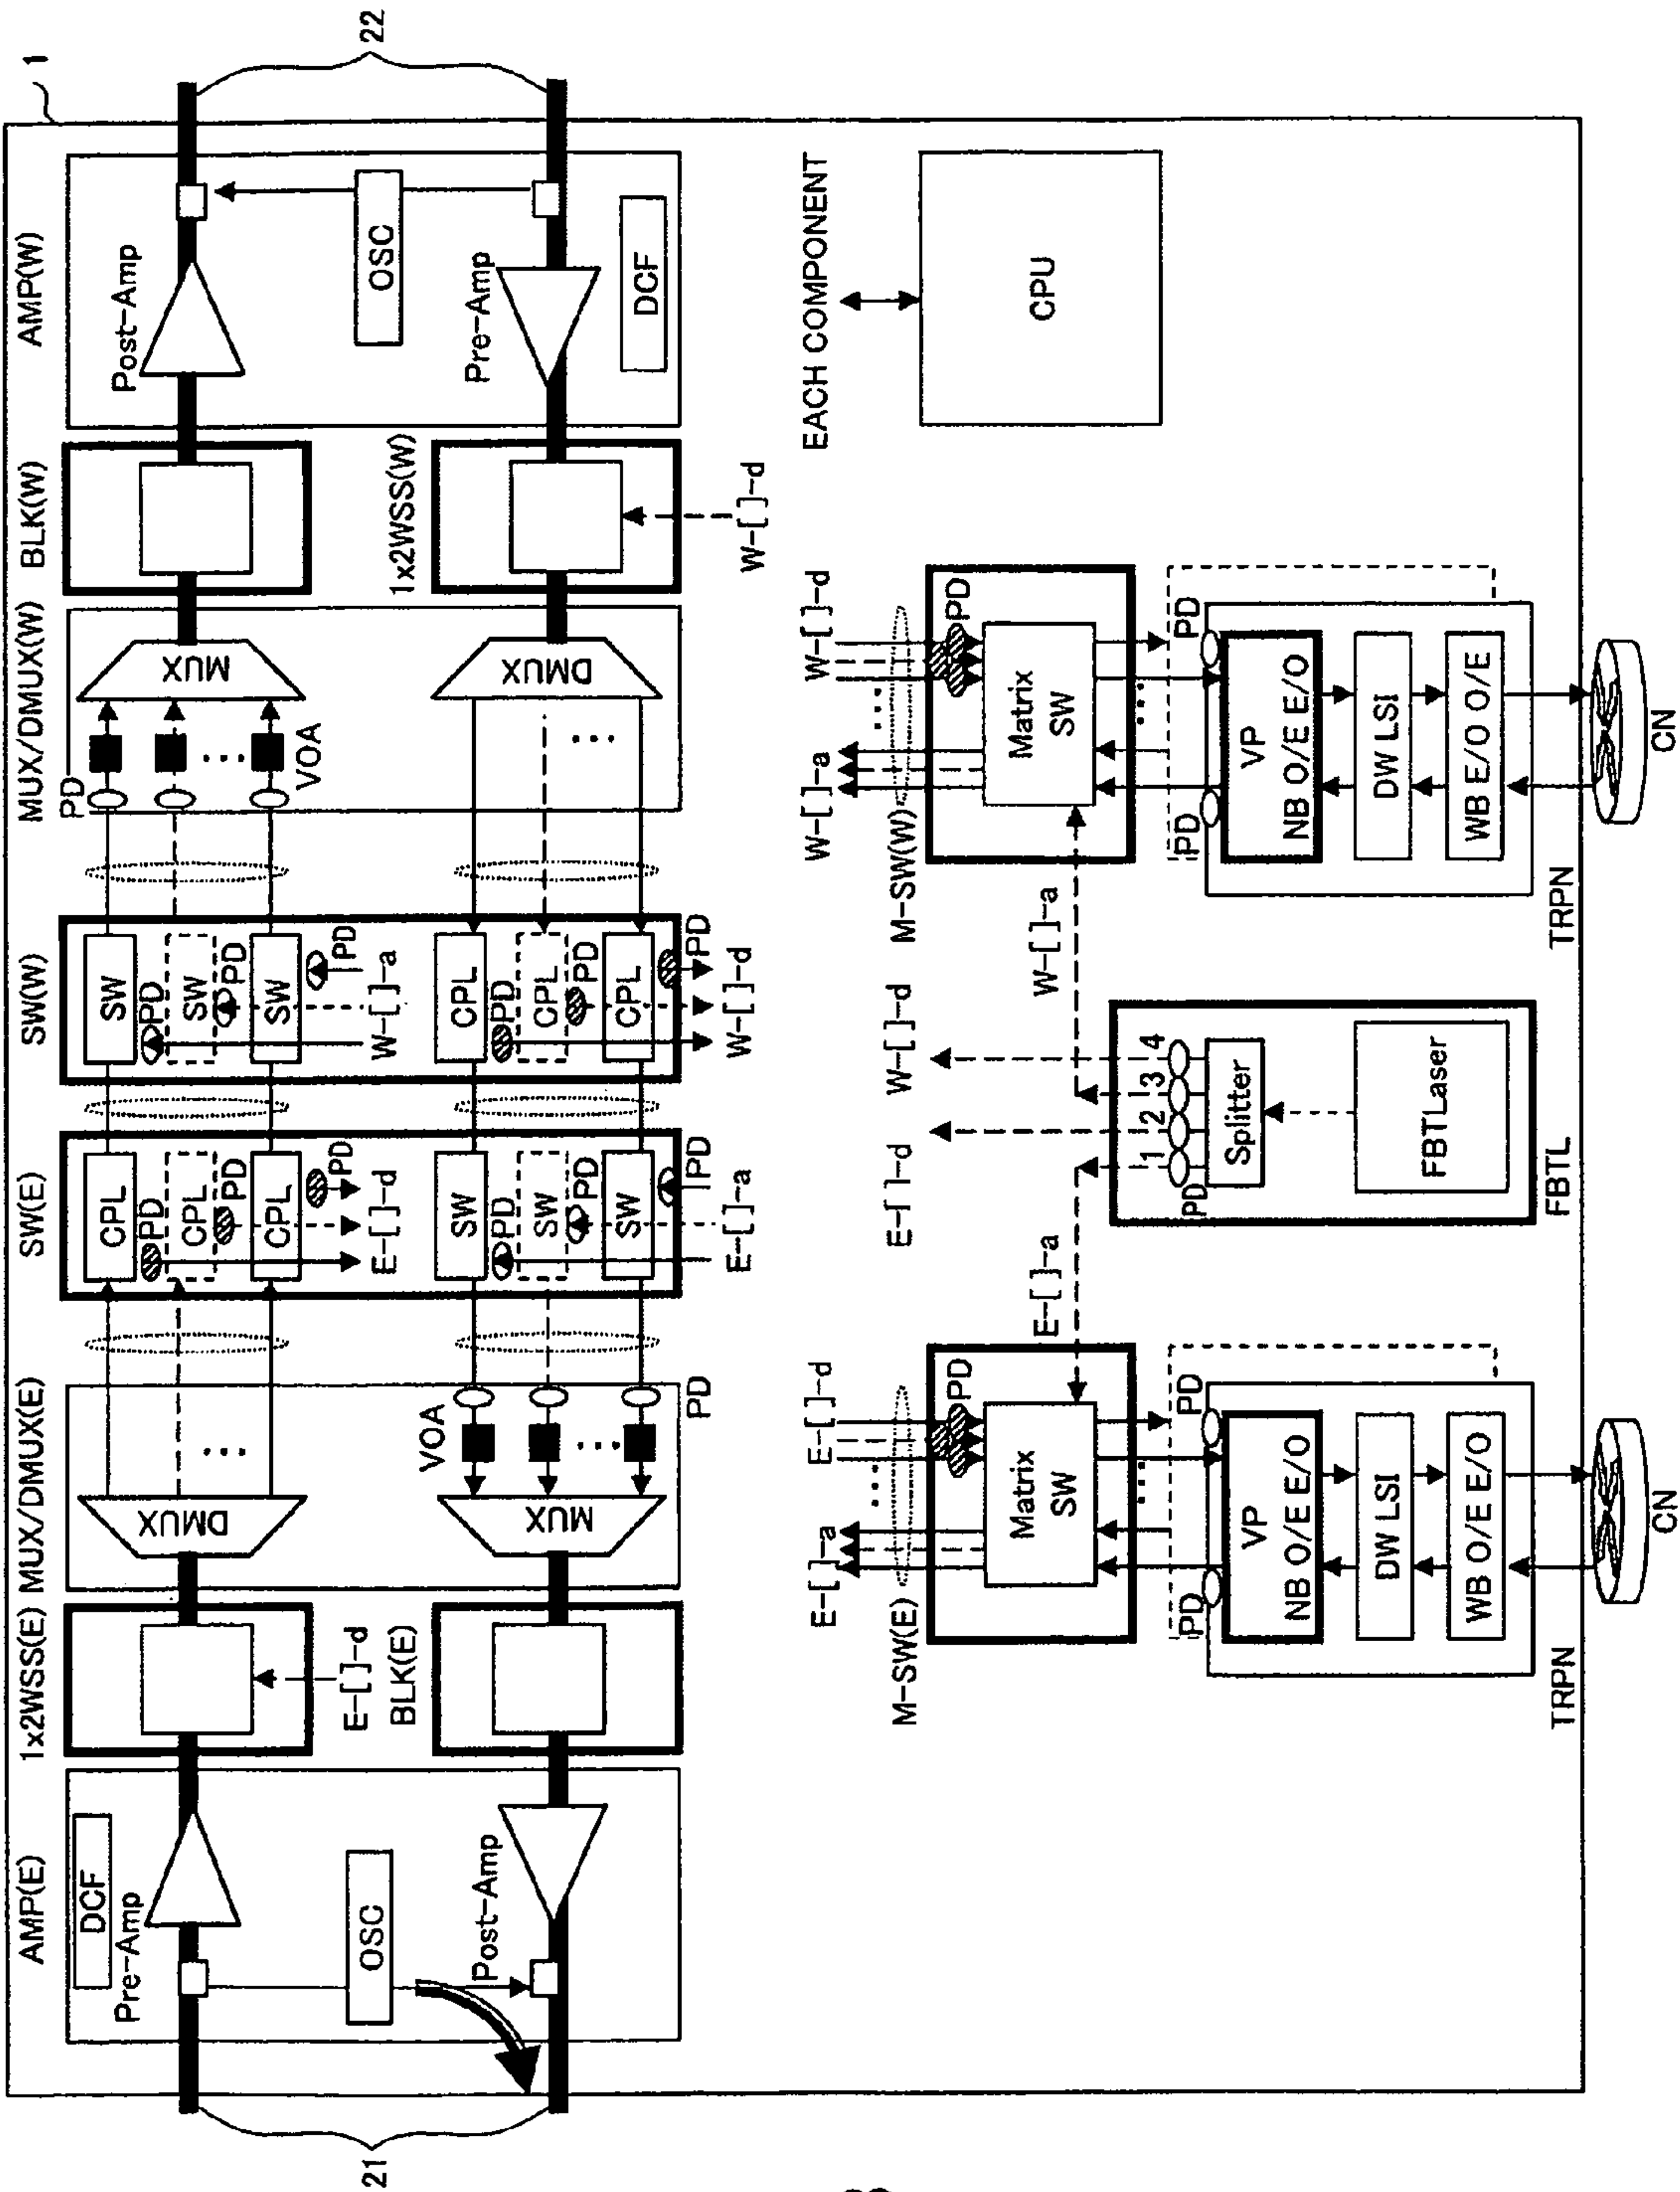 AMP(E)
1x2WSS(E)
MUX/DMUX(E)
SW(E)
SW(W)
MUX/DMUX(W)
BLK(W)
AMP(W)
1
DCF
Pre-Amp
OSC
Post-Amp
21
E-[ ]-d
BLK(E)
DMUX
VOA
MUX
PD
CPL
PD
CPL
PD
CPL
PD
E-[ ]-d
SW
PD
SW
PD
SW
PD
E-[ ]-a
SW
PD
SW
PD
SW
PD
W-[ ]-a
CPL
PD
CPL
PD
CPL
PD
W-[ ]-d
PD
VOA
MUX
DMUX
1x2WSS(W)
W-[ ]-d
Post-Amp
OSC
Pre-Amp
DCF
22
E-[ ]-a
E-[ ]-d
M-SW(E)
PD
Matrix
SW
PD
PD
VP
NB O/E E/O
DW LSI
WB O/E E/O
TRPN
CN
E-[ ]-a
E-[ ]-d
W-[ ]-d
W-[ ]-a
PD
1
2
3
4
Splitter
FBTLaser
FBTL
W-[ ]-a
W-[ ]-d
M-SW(W)
PD
Matrix
SW
PD
PD
VP
NB O/E E/O
DW LSI
WB E/O O/E
TRPN
CN
EACH COMPONENT
CPU